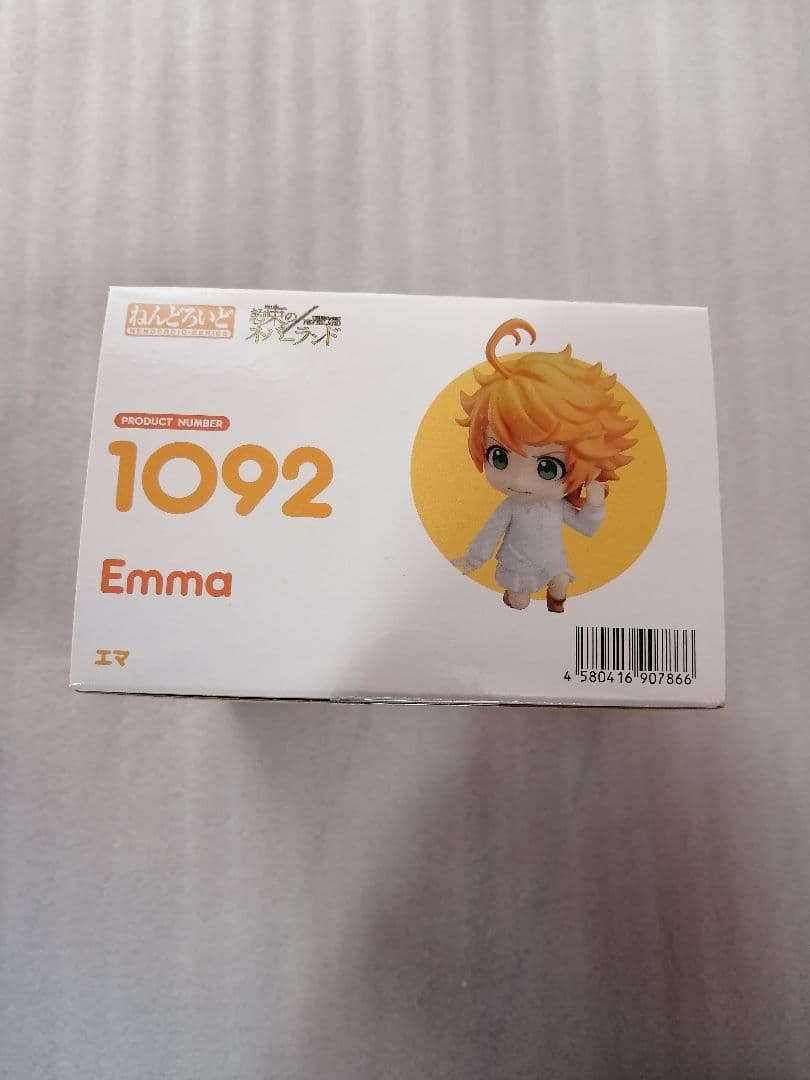 ねんどろいど
NENDOROID-SERIES
約束の
ネバーランド
PRODUCT NUMBER
1092
Emma
エマ
4 580416 907866